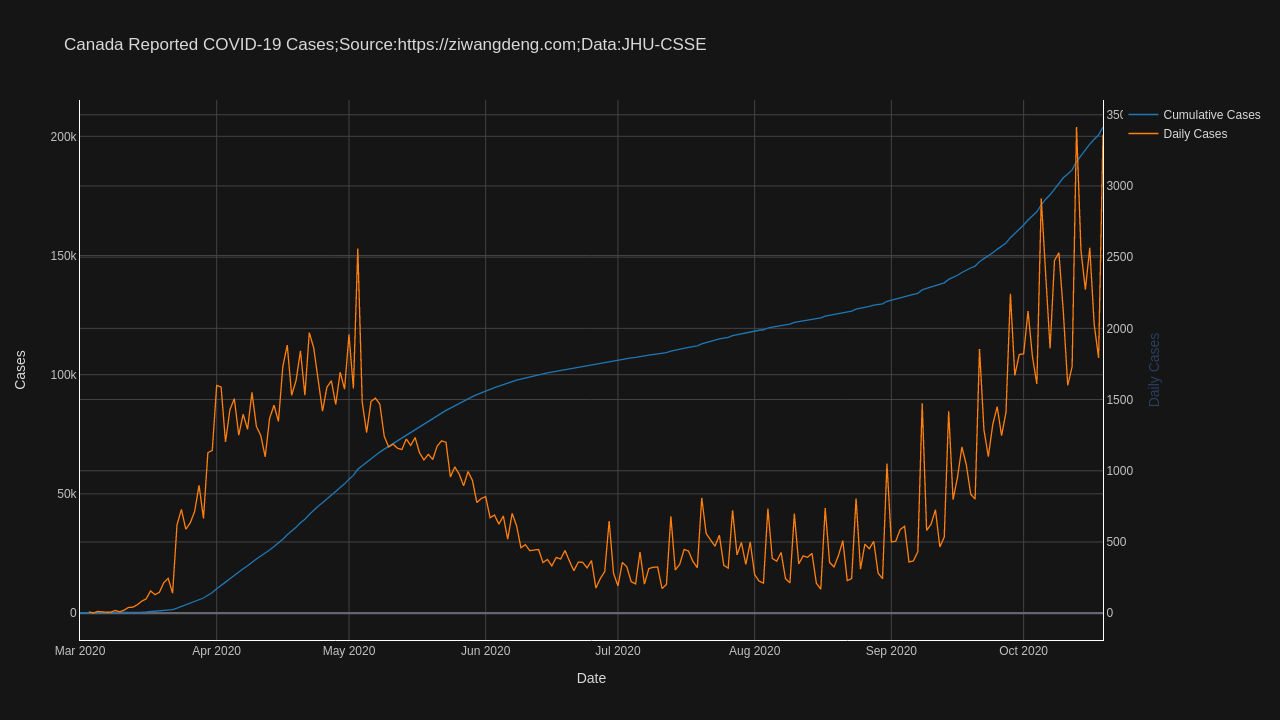 Canada Reported COVID-19 Cases;Source:https://ziwangdeng.com;Data:JHU-CSSE
Cumulative Cases
Daily Cases
200k
150k
100k
50k
0
Cases
3000
2500
2000
1500
1000
500
0
Daily Cases
Mar 2020
Apr 2020
May 2020
Jun 2020
Jul 2020
Aug 2020
Sep 2020
Oct 2020
Date